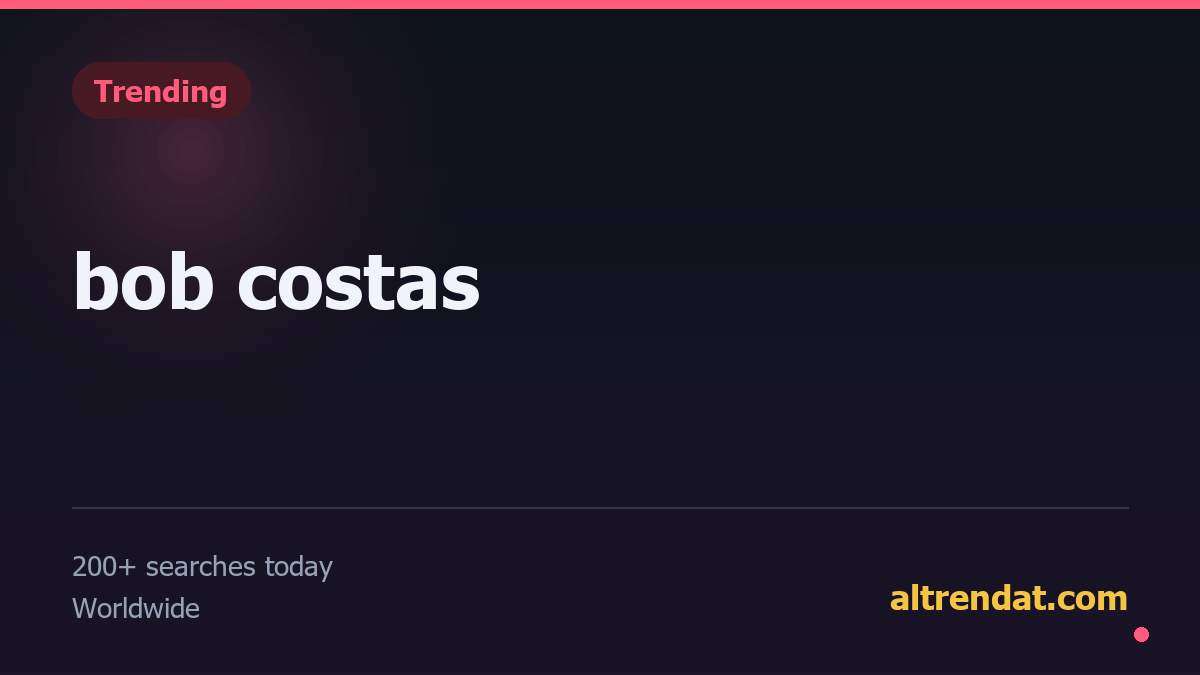 Trending
bob costas
200+ searches today
Worldwide
altrendat.com